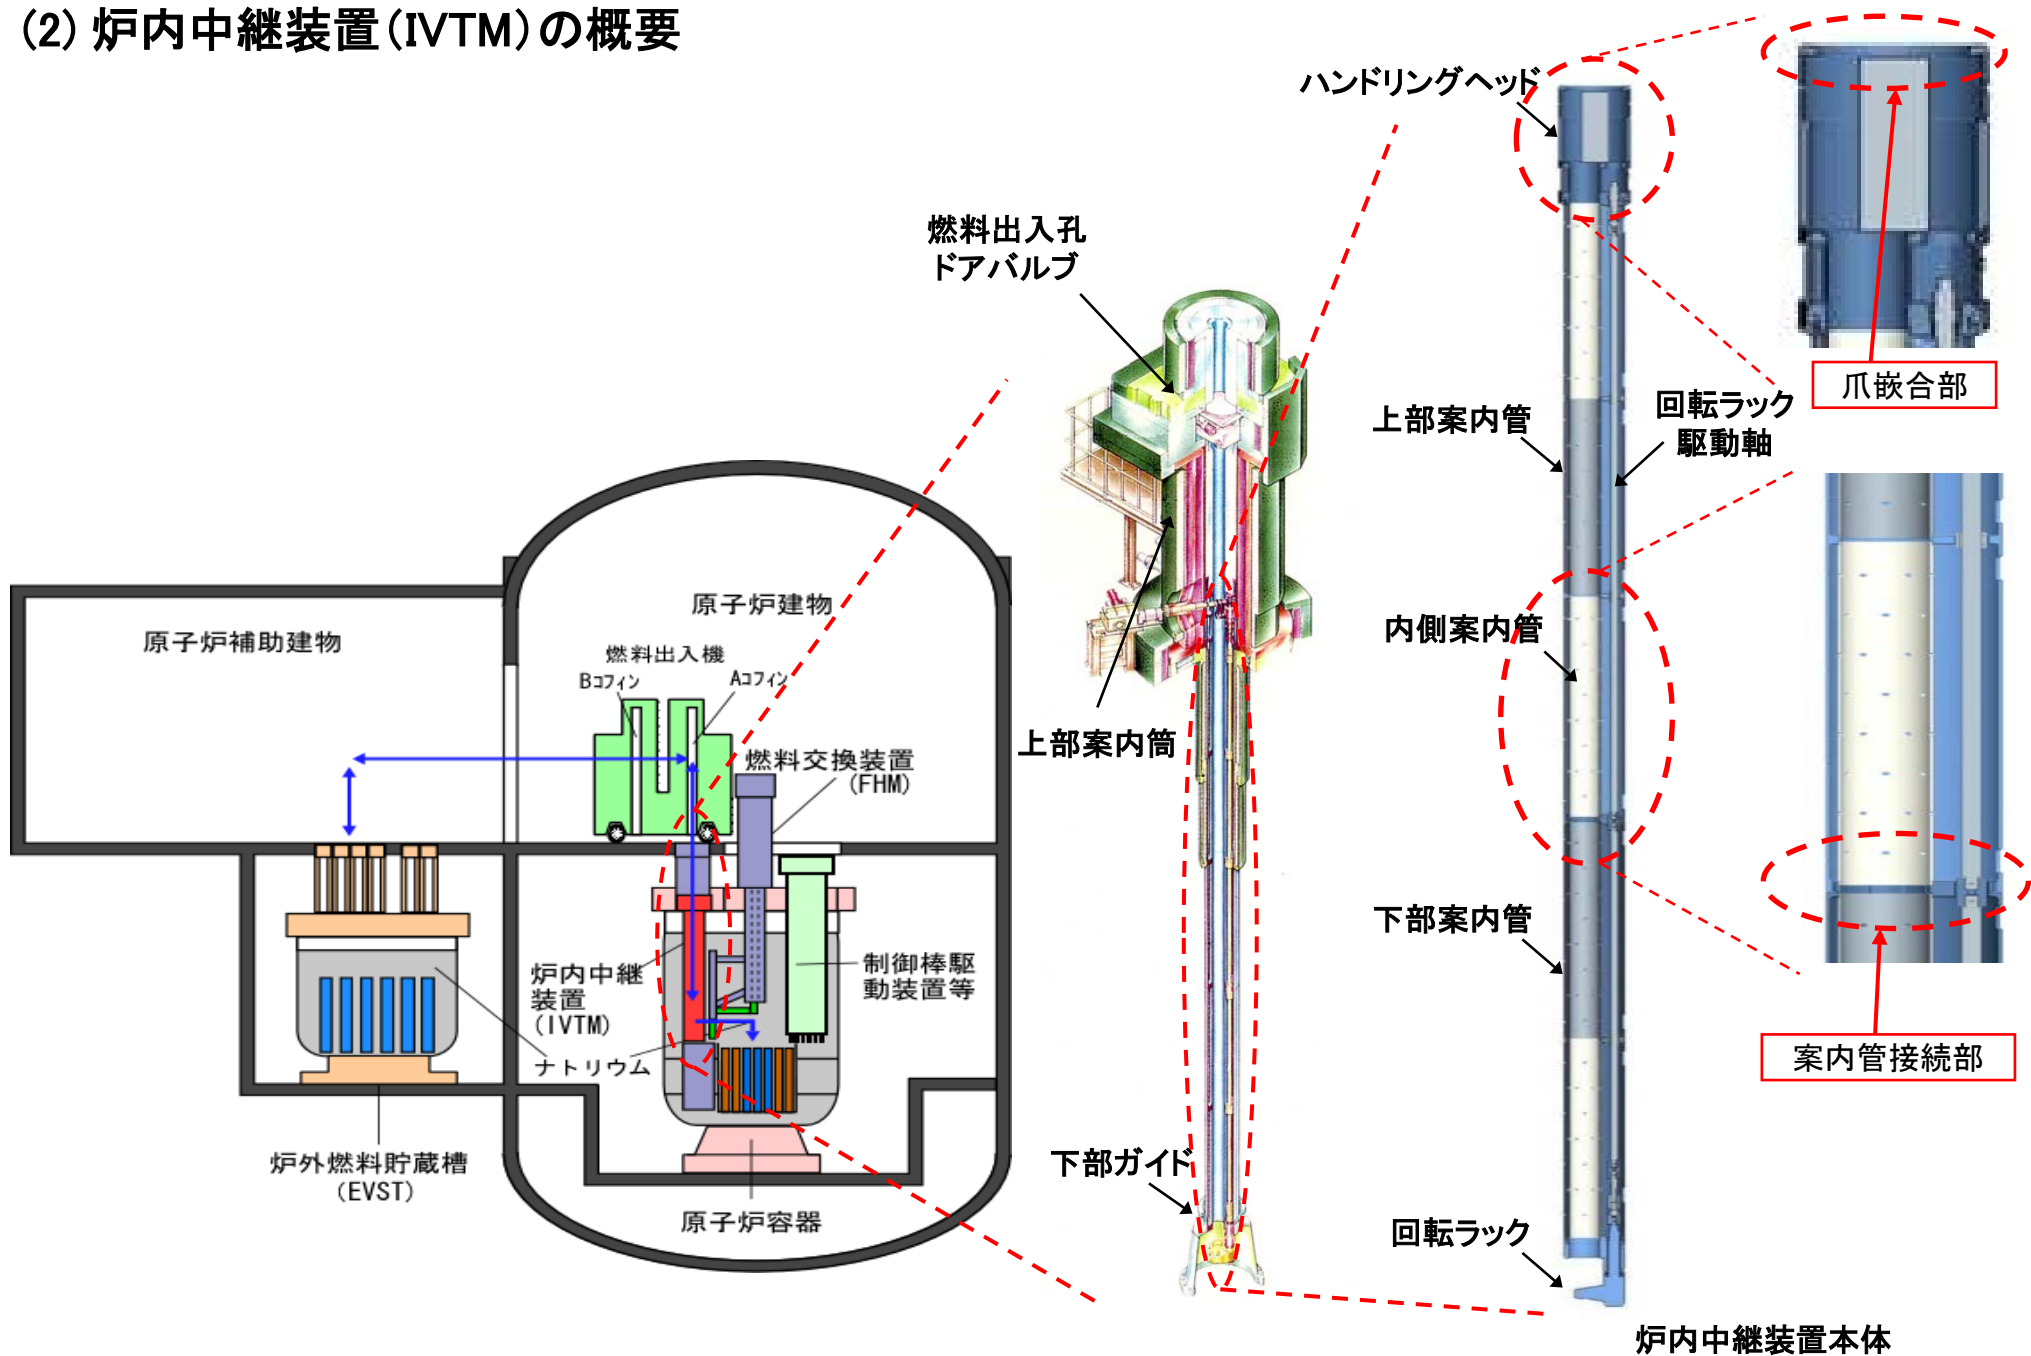 (2) 炉内中継装置(IVTM)の概要
ハンドリングヘッド
燃料出入孔
ドアバルブ
爪嵌合部
上部案内管
回転ラック
駆動軸
原子炉建物
原子炉補助建物
燃料出入機
Bコフィン
Aコフィン
内側案内管
上部案内筒
燃料交換装置
(FHM)
下部案内管
炉内中継
装置
(IVTM)
制御棒駆
動装置等
ナトリウム
案内管接続部
炉外燃料貯蔵槽
(EVST)
下部ガイド
原子炉容器
回転ラック
炉内中継装置本体